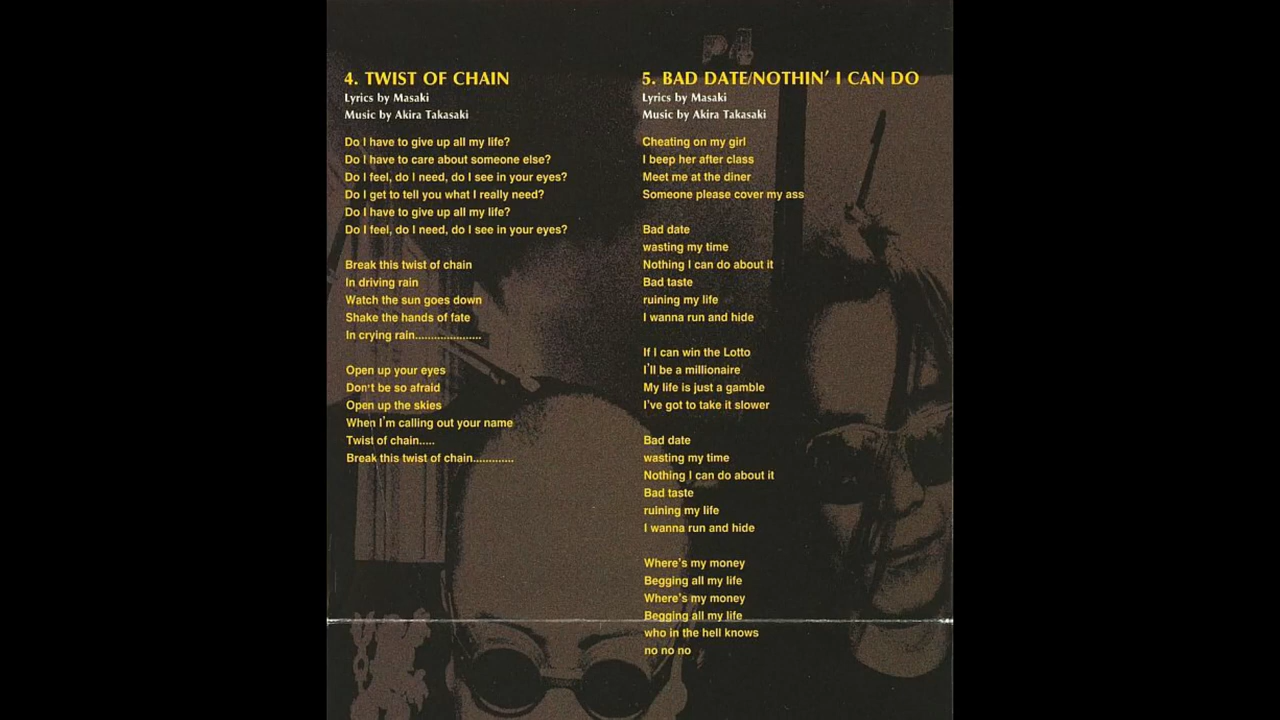 P4
4. TWIST OF CHAIN
Lyrics by Masaki
Music by Akira Takasaki
Do I have to give up all my life?
Do I have to care about someone else?
Do I feel, do I need, do I see in your eyes?
Do I get to tell you what I really need?
Do I have to give up all my life?
Do I feel, do I need, do I see in your eyes?
Break this twist of chain
In driving rain
Watch the sun goes down
Shake the hands of fate
In crying rain.....................
Open up your eyes
Don't be so afraid
Open up the skies
When I'm calling out your name
Twist of chain.....
Break this twist of chain.............
5. BAD DATE/NOTHIN' I CAN DO
Lyrics by Masaki
Music by Akira Takasaki
Cheating on my girl
I beep her after class
Meet me at the diner
Someone please cover my ass
Bad date
wasting my time
Nothing I can do about it
Bad taste
ruining my life
I wanna run and hide
If I can win the Lotto
I'll be a millionaire
My life is just a gamble
I've got to take it slower
Bad date
wasting my time
Nothing I can do about it
Bad taste
ruining my life
I wanna run and hide
Where's my money
Begging all my life
Where's my money
Begging all my life
who in the hell knows
no no no